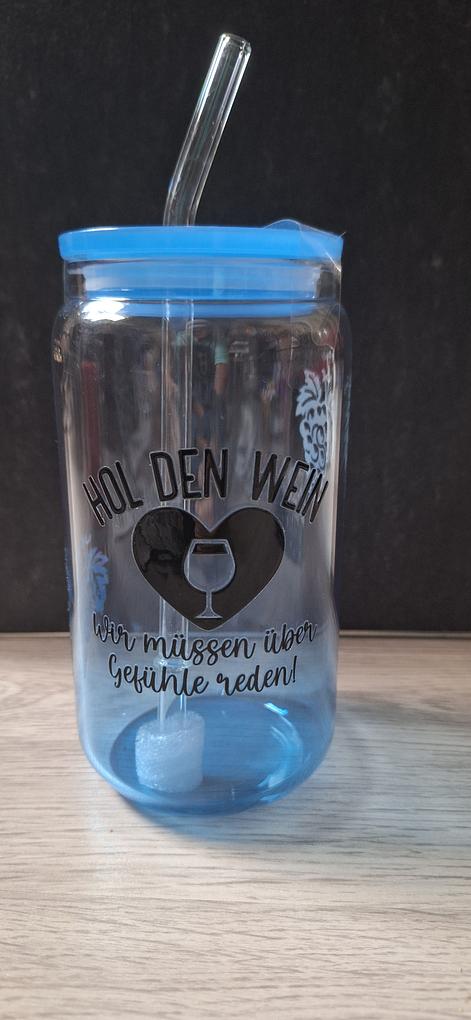 HOL DEN WEIN
Wir müssen über
Gefühle reden!